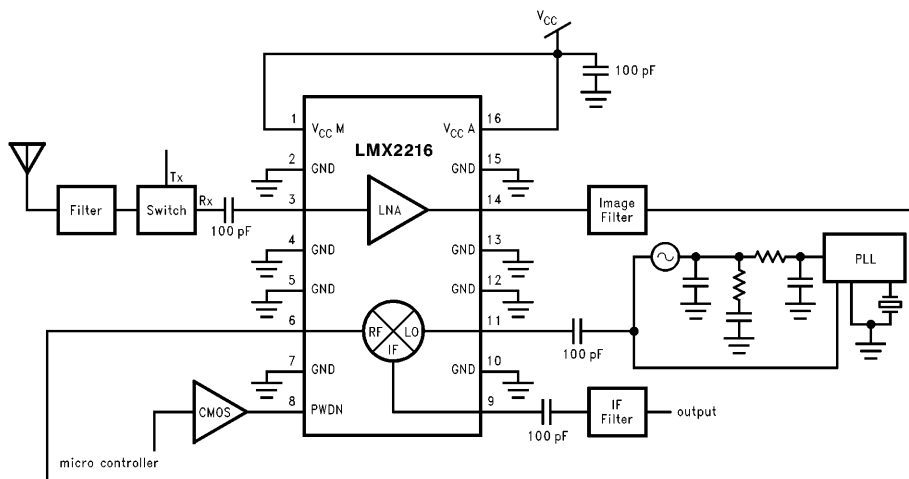 VCC
100 pF
1
VCC M
VCC A
16
LMX2216
2
GND
GND
15
Tx
Filter
Switch
Rx
100 pF
3
LNA
14
Image
Filter
4
GND
GND
13
PLL
5
GND
GND
12
6
RF
LO
IF
11
100 pF
7
GND
GND
10
CMOS
8
PWDN
9
100 pF
IF
Filter
output
micro controller